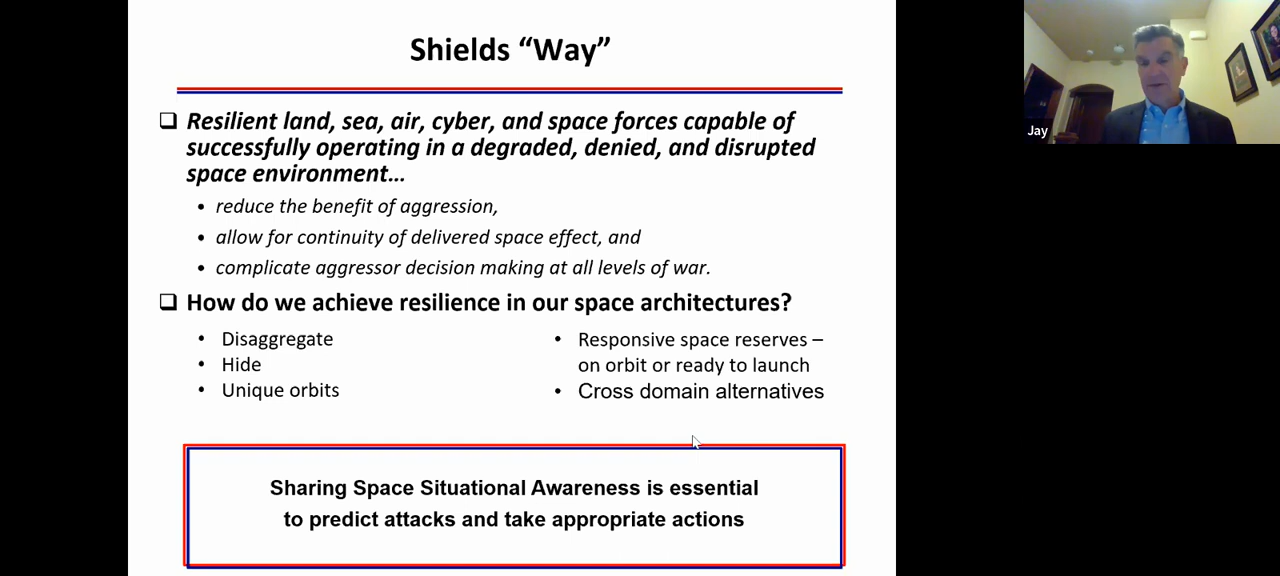 Shields “Way”
❑ Resilient land, sea, air, cyber, and space forces capable of
successfully operating in a degraded, denied, and disrupted
space environment…
• reduce the benefit of aggression,
• allow for continuity of delivered space effect, and
• complicate aggressor decision making at all levels of war.
❑ How do we achieve resilience in our space architectures?
• Disaggregate
• Hide
• Unique orbits
• Responsive space reserves –
on orbit or ready to launch
• Cross domain alternatives
Sharing Space Situational Awareness is essential
to predict attacks and take appropriate actions
Jay